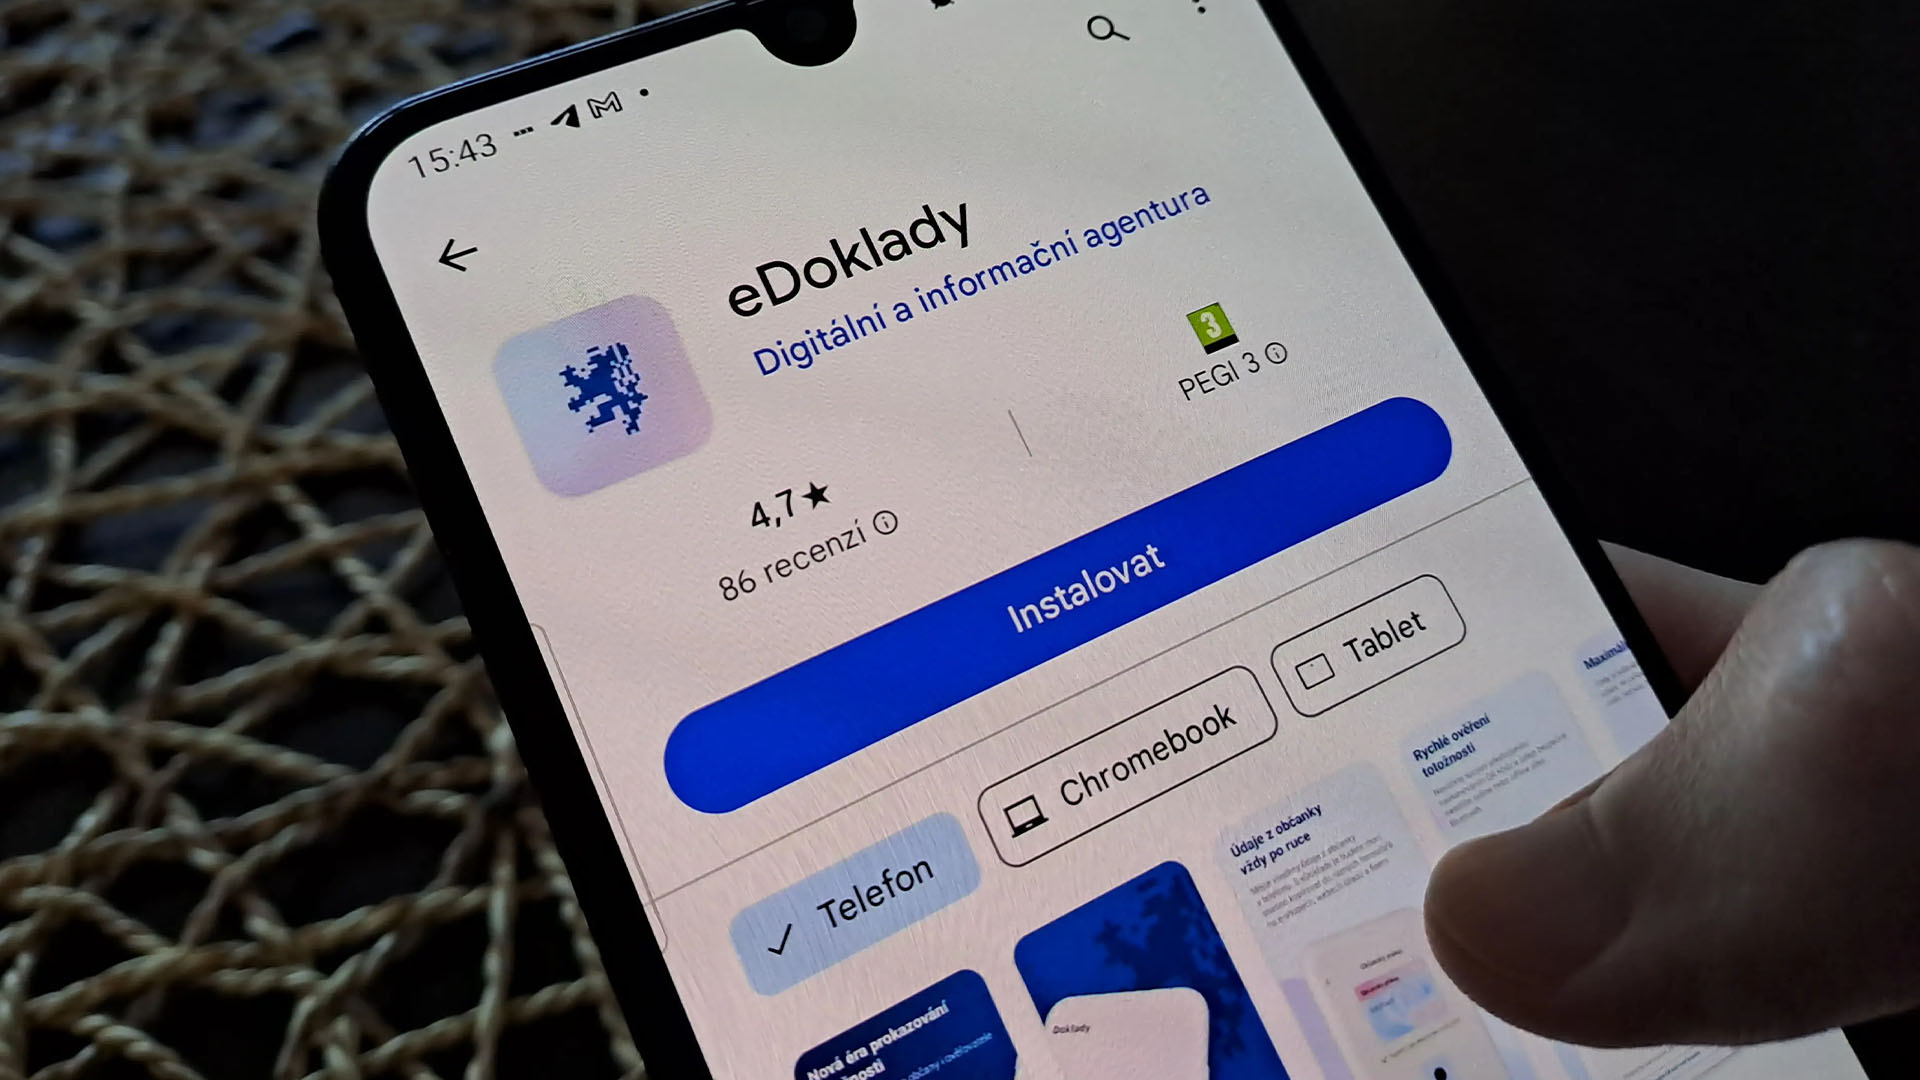 15:43
eDoklady
Digitální a informační agentura
3
PEGI 3
4,7★
86 recenzí
Instalovat
Telefon
Chromebook
Tablet
Nová éra prokazování
Doklady
Údaje z občanky
vždy po ruce
Rychlé ověření
totožnosti